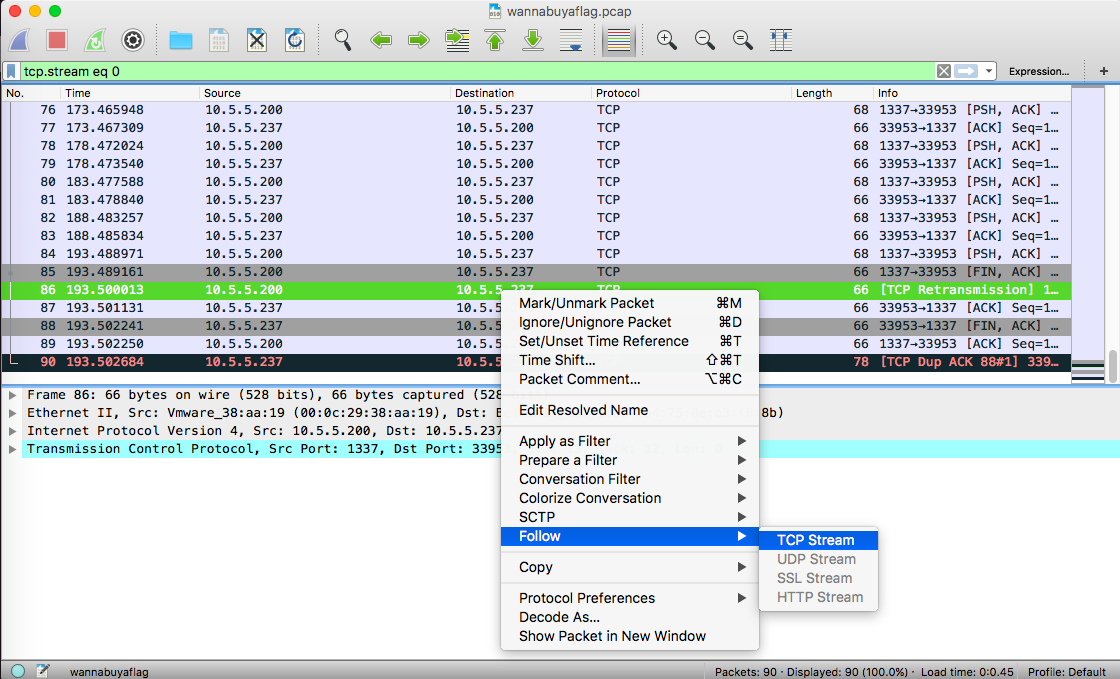 wannabuyaflag.pcap
tcp.stream eq 0
Expression... +
No. Time Source Destination Protocol Length Info
76 173.465948 10.5.5.200 10.5.5.237 TCP 68 1337→33953 [PSH, ACK] …
77 173.467309 10.5.5.237 10.5.5.200 TCP 66 33953→1337 [ACK] Seq=1…
78 178.472024 10.5.5.200 10.5.5.237 TCP 68 1337→33953 [PSH, ACK] …
79 178.473540 10.5.5.237 10.5.5.200 TCP 66 33953→1337 [ACK] Seq=1…
80 183.477588 10.5.5.200 10.5.5.237 TCP 68 1337→33953 [PSH, ACK] …
81 183.478840 10.5.5.237 10.5.5.200 TCP 66 33953→1337 [ACK] Seq=1…
82 188.483257 10.5.5.200 10.5.5.237 TCP 68 1337→33953 [PSH, ACK] …
83 188.485834 10.5.5.237 10.5.5.200 TCP 66 33953→1337 [ACK] Seq=1…
84 193.488971 10.5.5.200 10.5.5.237 TCP 68 1337→33953 [PSH, ACK] …
85 193.489161 10.5.5.200 10.5.5.237 TCP 66 1337→33953 [FIN, ACK] …
86 193.500013 10.5.5.200 10.5.5.237 TCP 66 [TCP Retransmission] 1…
87 193.501131 10.5.5.237 10.5.5 66 33953→1337 [ACK] Seq=1…
88 193.502241 10.5.5.237 10.5.5 66 33953→1337 [FIN, ACK] …
89 193.502250 10.5.5.200 10.5.5 66 1337→33953 [ACK] Seq=1…
90 193.502684 10.5.5.237 10.5.5 78 [TCP Dup ACK 88#1] 339…
Mark/Unmark Packet ⌘M
Ignore/Unignore Packet ⌘D
Set/Unset Time Reference ⌘T
Time Shift... ⇧⌘T
Packet Comment... ⌥⌘C
Edit Resolved Name
Apply as Filter
Prepare a Filter
Conversation Filter
Colorize Conversation
SCTP
Follow
Copy
Protocol Preferences
Decode As...
Show Packet in New Window
TCP Stream
UDP Stream
SSL Stream
HTTP Stream
Frame 86: 66 bytes on wire (528 bits), 66 bytes captured (528
Ethernet II, Src: Vmware_38:aa:19 (00:0c:29:38:aa:19), Dst: 8b)
Internet Protocol Version 4, Src: 10.5.5.200, Dst: 10.5.5.237
Transmission Control Protocol, Src Port: 1337, Dst Port: 3395
wannabuyaflag
Packets: 90 · Displayed: 90 (100.0%) · Load time: 0:0.45 Profile: Default